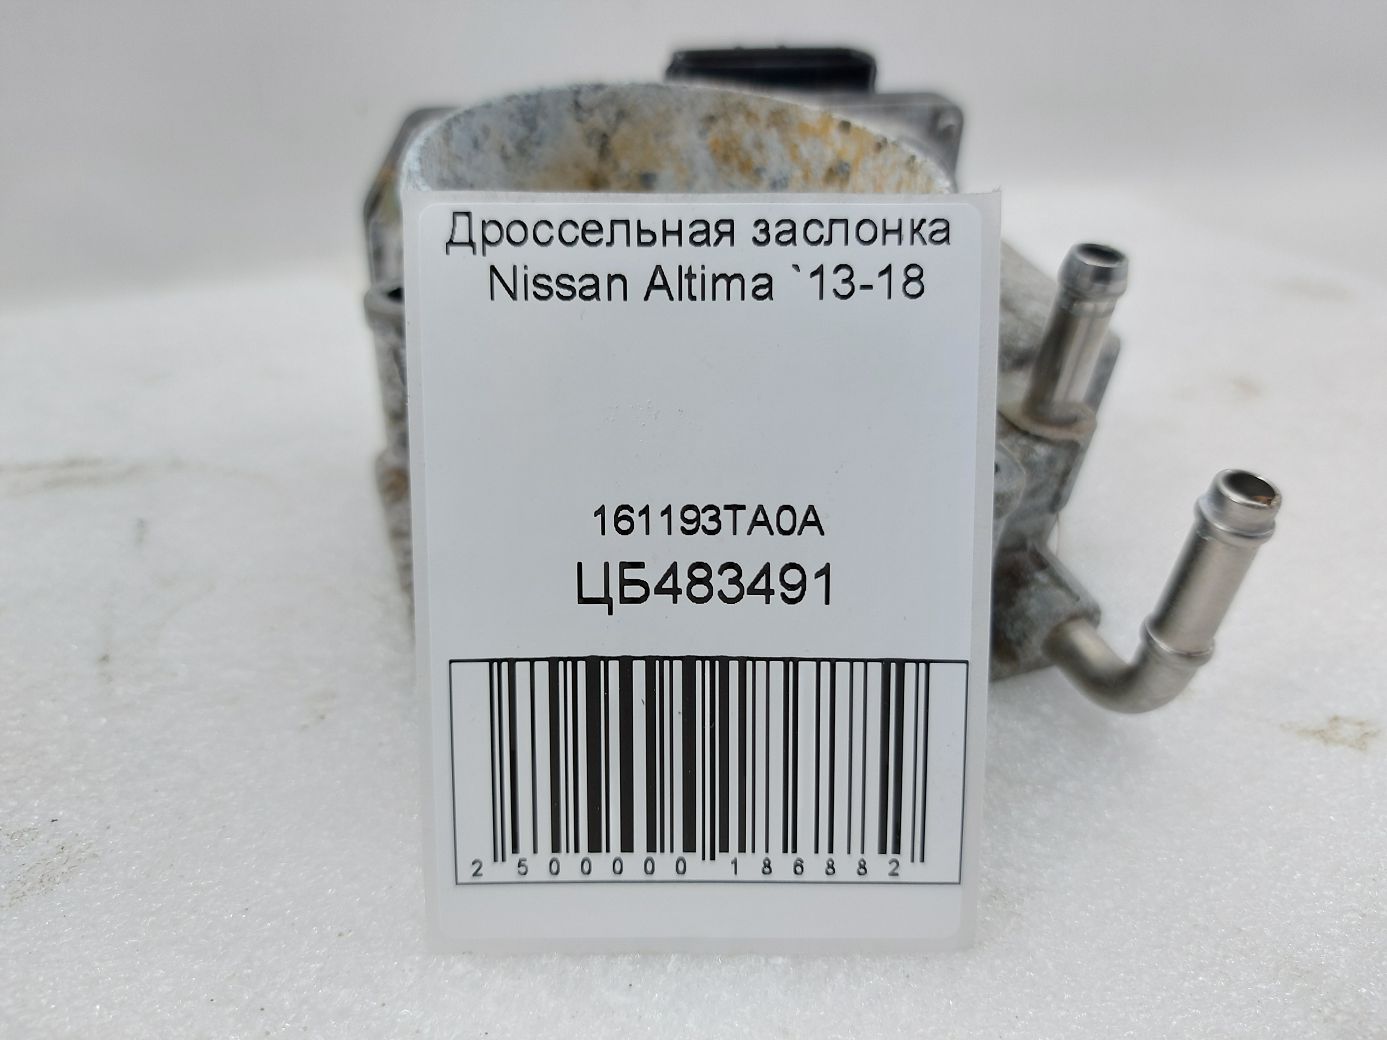 Дроссельная заслонка
Nissan Altima `13-18
161193TA0A
ЦБ483491
2 500000 186882